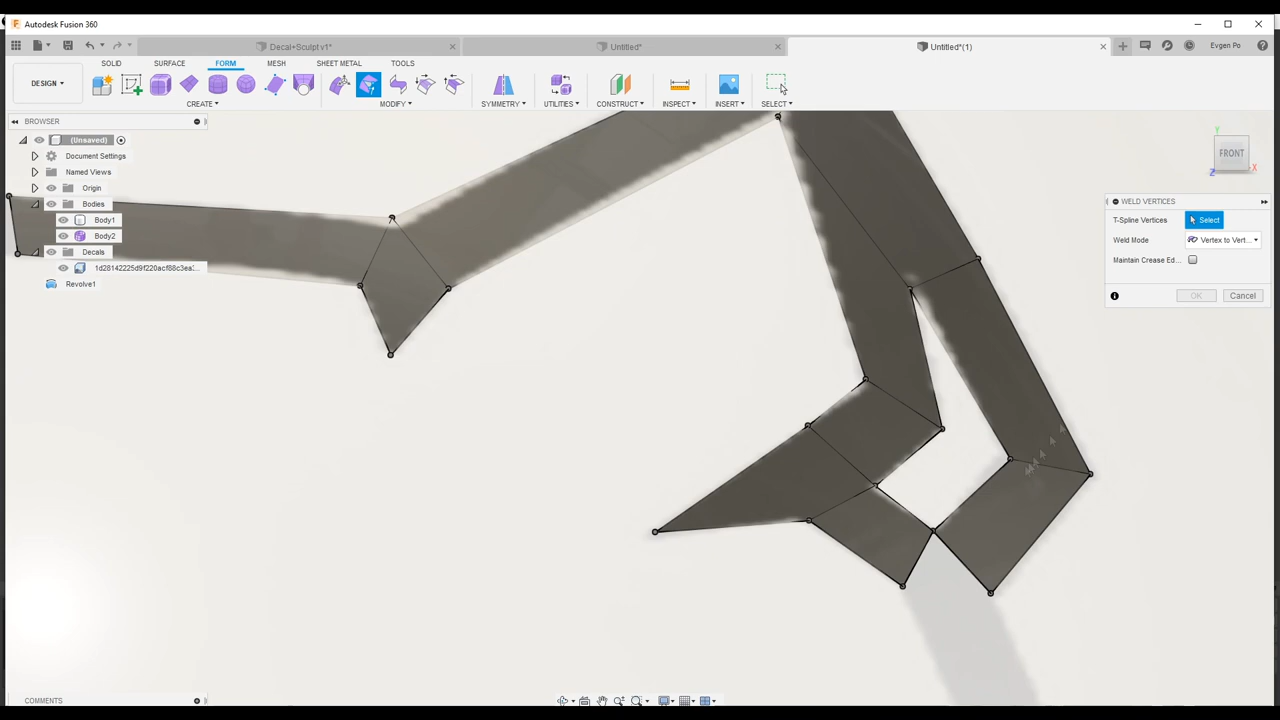 Autodesk Fusion 360
Decal+Sculpt v1*
Untitled*
Untitled*(1)
Evgen Po
DESIGN
SOLID
SURFACE
FORM
MESH
SHEET METAL
TOOLS
CREATE
MODIFY
SYMMETRY
UTILITIES
CONSTRUCT
INSPECT
INSERT
SELECT
BROWSER
(Unsaved)
Document Settings
Named Views
Origin
Bodies
Body1
Body2
Decals
1d28142225d9f220acf88c3ea3...
Revolve1
Y
FRONT
X
Z
WELD VERTICES
T-Spline Vertices
Select
Weld Mode
Vertex to Vert...
Maintain Crease Ed...
OK
Cancel
COMMENTS